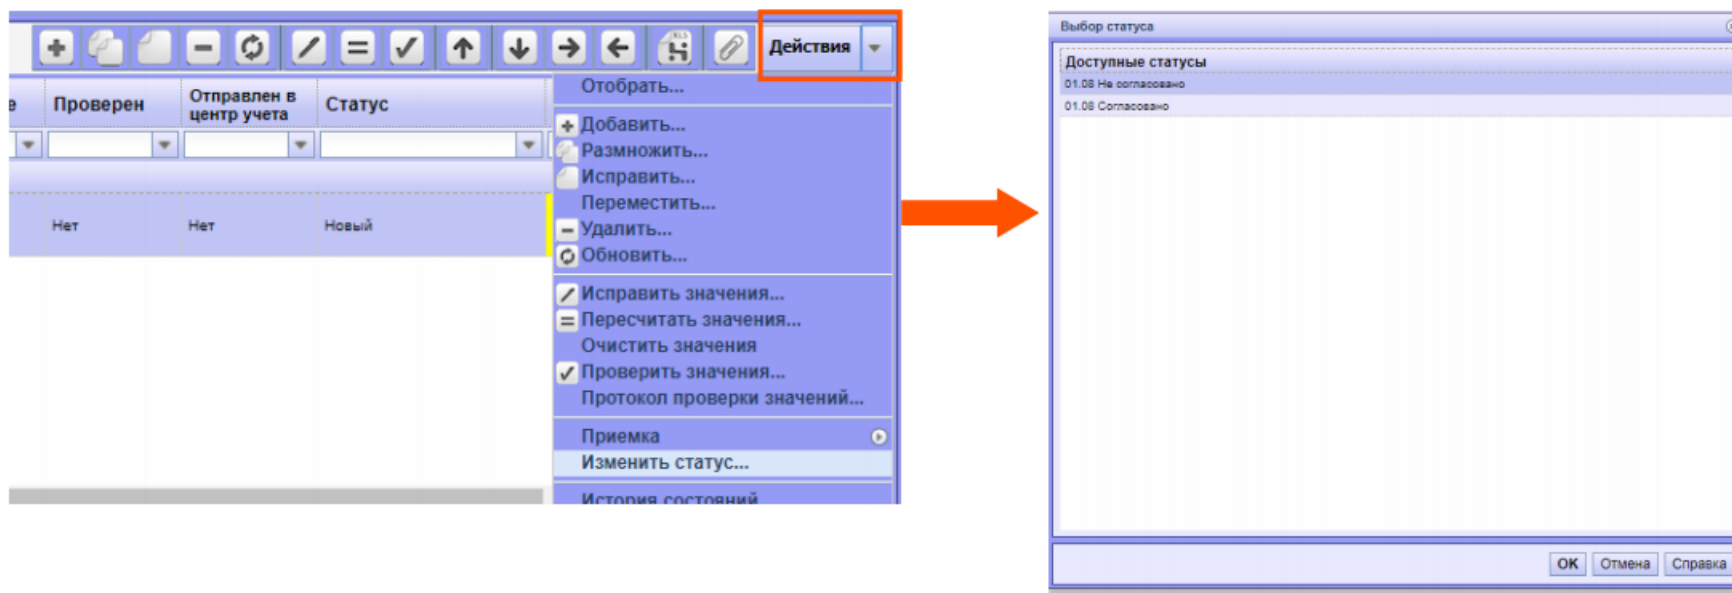 Действия
е
Проверен
Отправлен в
центр учета
Статус
Нет
Нет
Новый
Отобрать...
Добавить...
Размножить...
Исправить...
Переместить...
Удалить...
Обновить...
Исправить значения...
Пересчитать значения...
Очистить значения
Проверить значения...
Протокол проверки значений...
Приемка
Изменить статус...
История состояний
Выбор статуса
Доступные статусы
01.08 Не согласовано
01.08 Согласовано
OK Отмена Справка